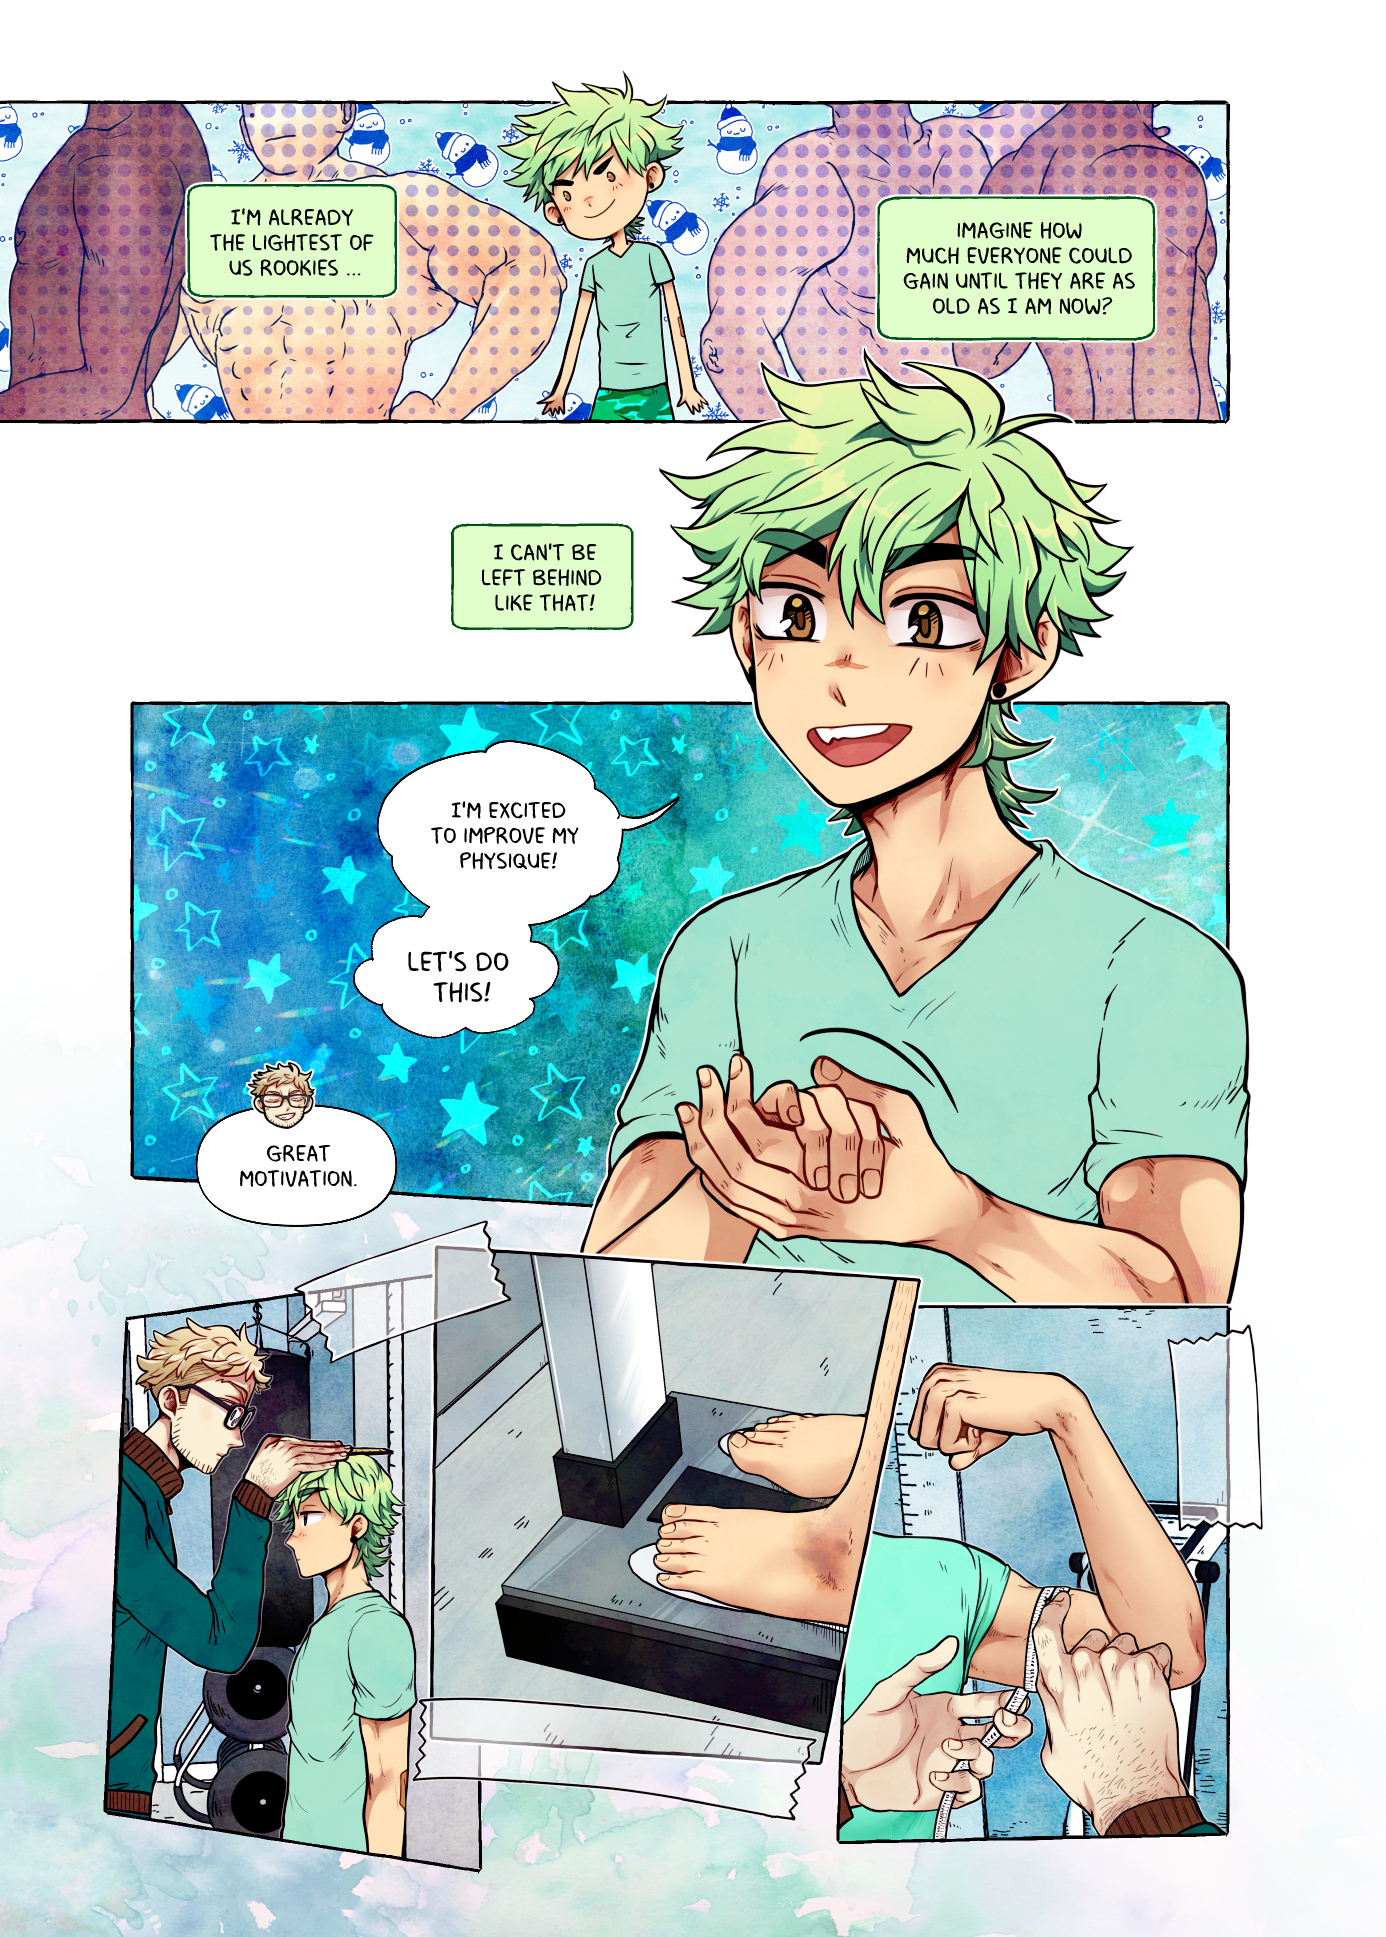 I'M ALREADY
THE LIGHTEST OF
US ROOKIES ...
IMAGINE HOW
MUCH EVERYONE COULD
GAIN UNTIL THEY ARE AS
OLD AS I AM NOW?
I CAN'T BE
LEFT BEHIND
LIKE THAT!
I'M EXCITED
TO IMPROVE MY
PHYSIQUE!
LET'S DO
THIS!
GREAT
MOTIVATION.